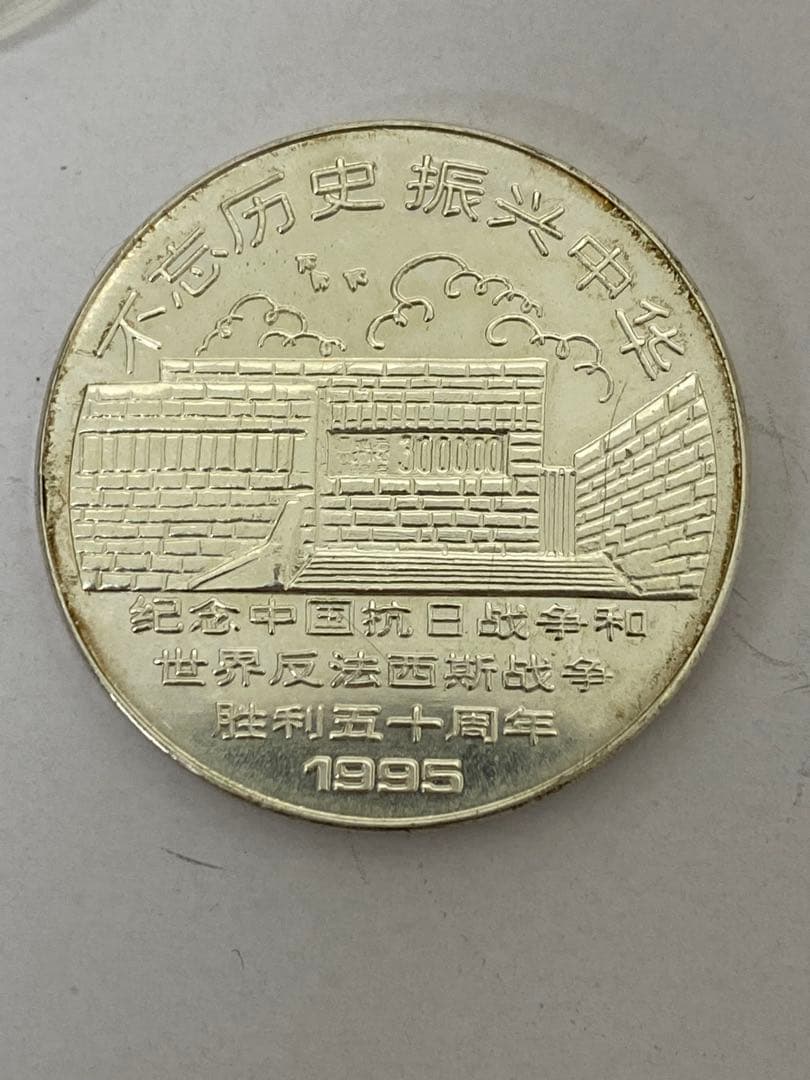 不忘历史 振兴中华
300000
纪念中国抗日战争和
世界反法西斯战争
胜利五十周年
1995